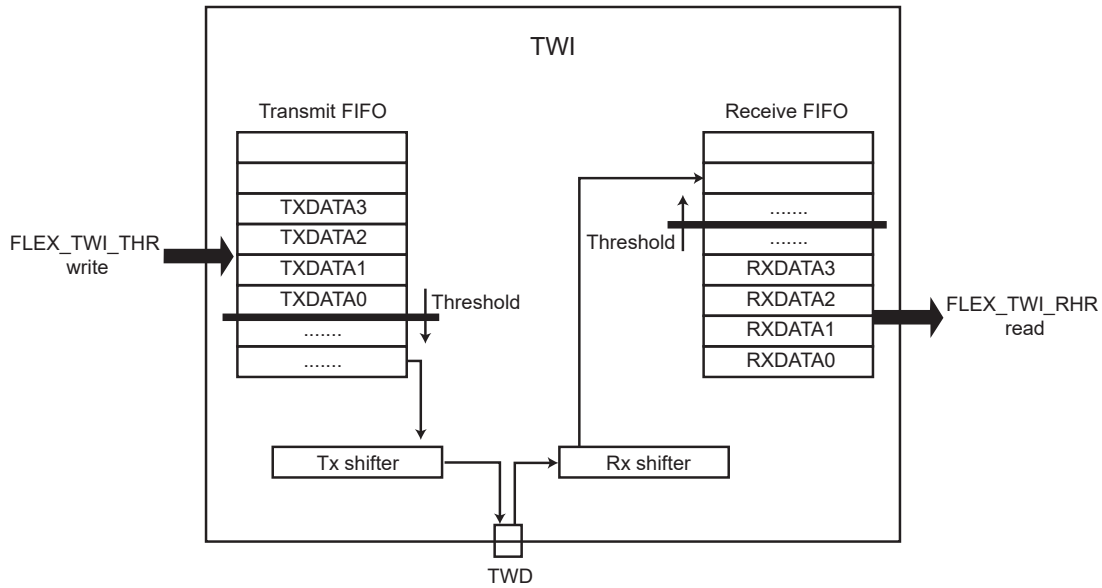 TWI
Transmit FIFO
TXDATA3
TXDATA2
TXDATA1
TXDATA0
.......
.......
FLEX_TWI_THR
write
Threshold
Receive FIFO
.......
.......
RXDATA3
RXDATA2
RXDATA1
RXDATA0
Threshold
FLEX_TWI_RHR
read
Tx shifter
Rx shifter
TWD